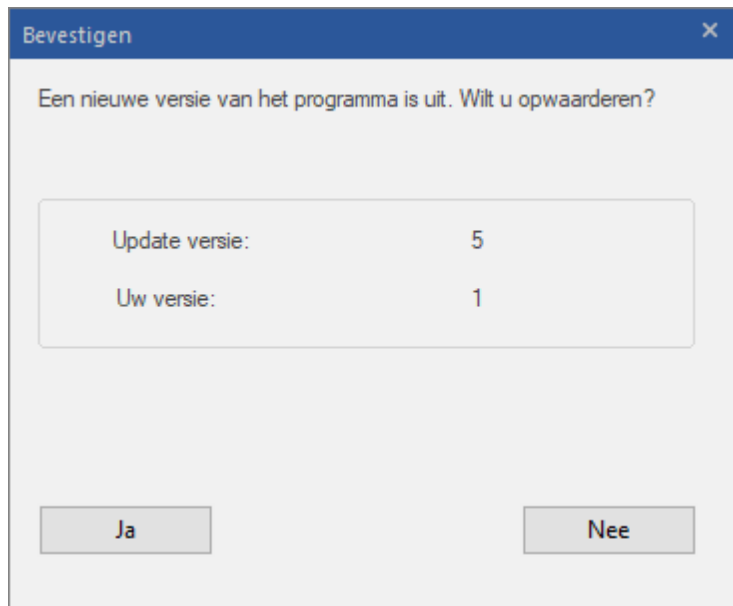 Bevestigen
Een nieuwe versie van het programma is uit. Wilt u opwaarderen?
Update versie: 5
Uw versie: 1
Ja Nee